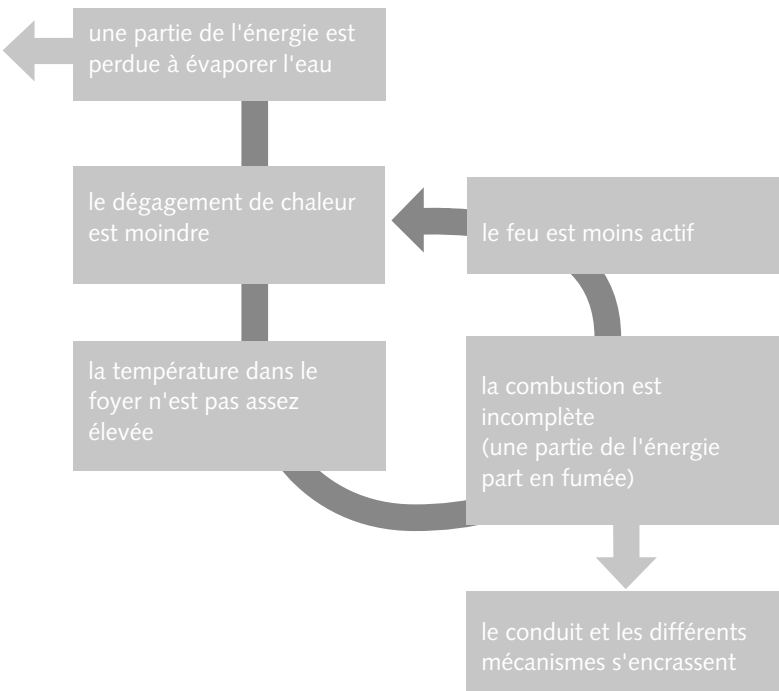 une partie de l'énergie est
perdue à évaporer l'eau
le dégagement de chaleur
est moindre
la température dans le
foyer n'est pas assez
élevée
la combustion est
incomplète
(une partie de l'énergie
part en fumée)
le feu est moins actif
le conduit et les différents
mécanismes s'encrassent